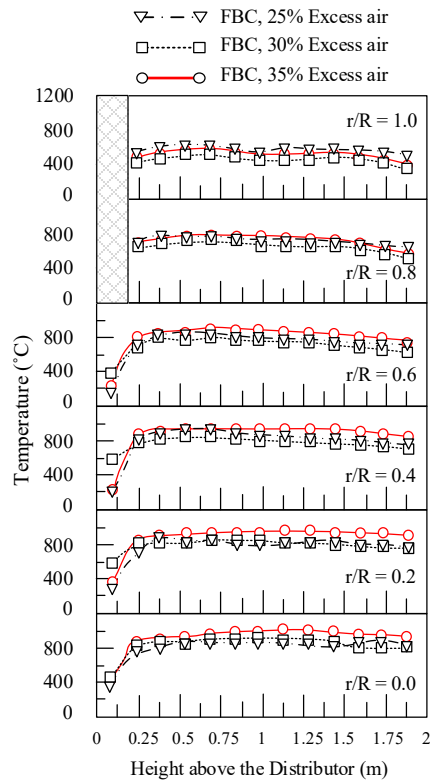 FBC, 25% Excess air
FBC, 30% Excess air
FBC, 35% Excess air
1200
800
400
0
r/R = 1.0
800
400
0
r/R = 0.8
800
400
0
r/R = 0.6
800
400
0
r/R = 0.4
800
400
0
r/R = 0.2
800
400
0
r/R = 0.0
Temperature (˚C)
0 0.25 0.5 0.75 1 1.25 1.5 1.75 2
Height above the Distributor (m)